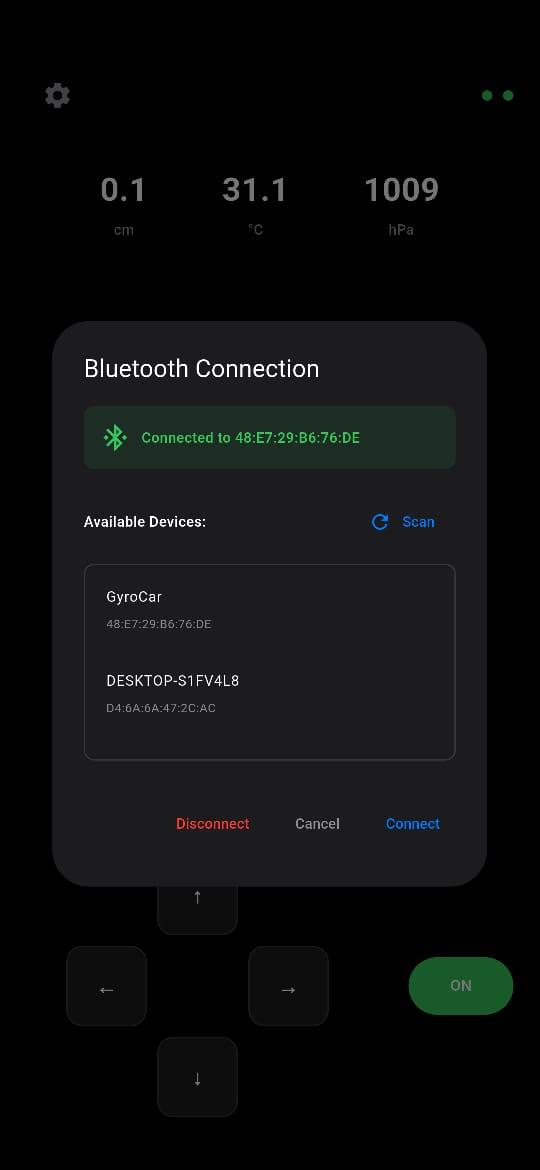 0.1 31.1 1009
cm °C hPa
Bluetooth Connection
Connected to 48:E7:29:B6:76:DE
Available Devices: Scan
GyroCar
48:E7:29:B6:76:DE
DESKTOP-S1FV4L8
D4:6A:6A:47:2C:AC
Disconnect Cancel Connect
↑
← → ON
↓